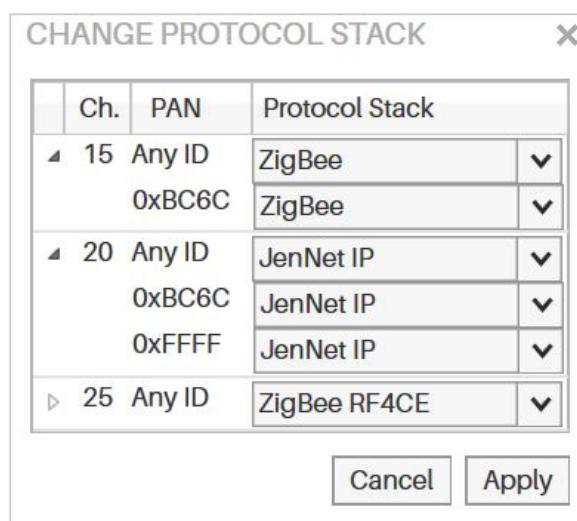 CHANGE PROTOCOL STACK
Ch. PAN Protocol Stack
15 Any ID ZigBee
0xBC6C ZigBee
20 Any ID JenNet IP
0xBC6C JenNet IP
0xFFFF JenNet IP
25 Any ID ZigBee RF4CE
Cancel Apply